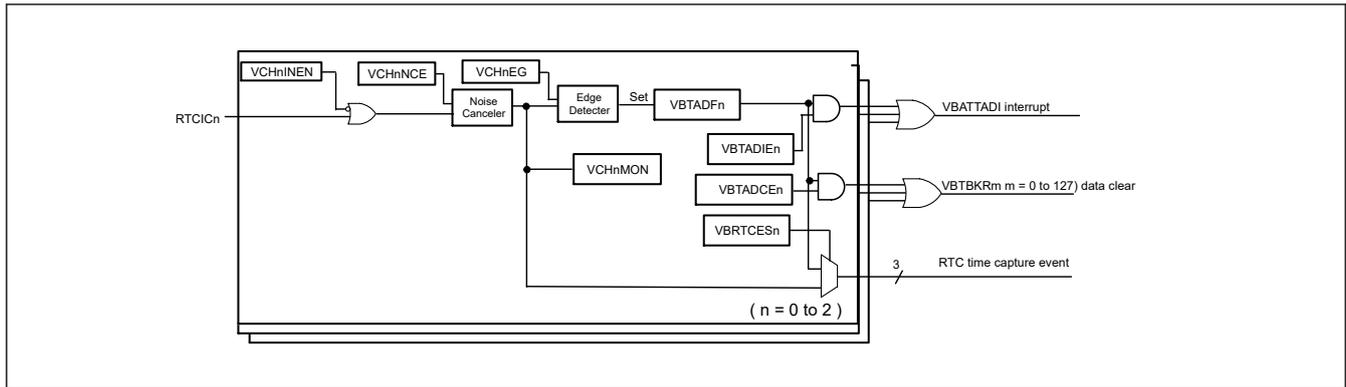 VCHnINEN
VCHnNCE
VCHnEG
RTCICn
Noise
Canceler
Edge
Detecter
Set
VBTADFn
VBATTADI interrupt
VBTADIEn
VCHnMON
VBTADCEn
VBTBKRm m = 0 to 127) data clear
VBRTCESn
3
RTC time capture event
( n = 0 to 2 )